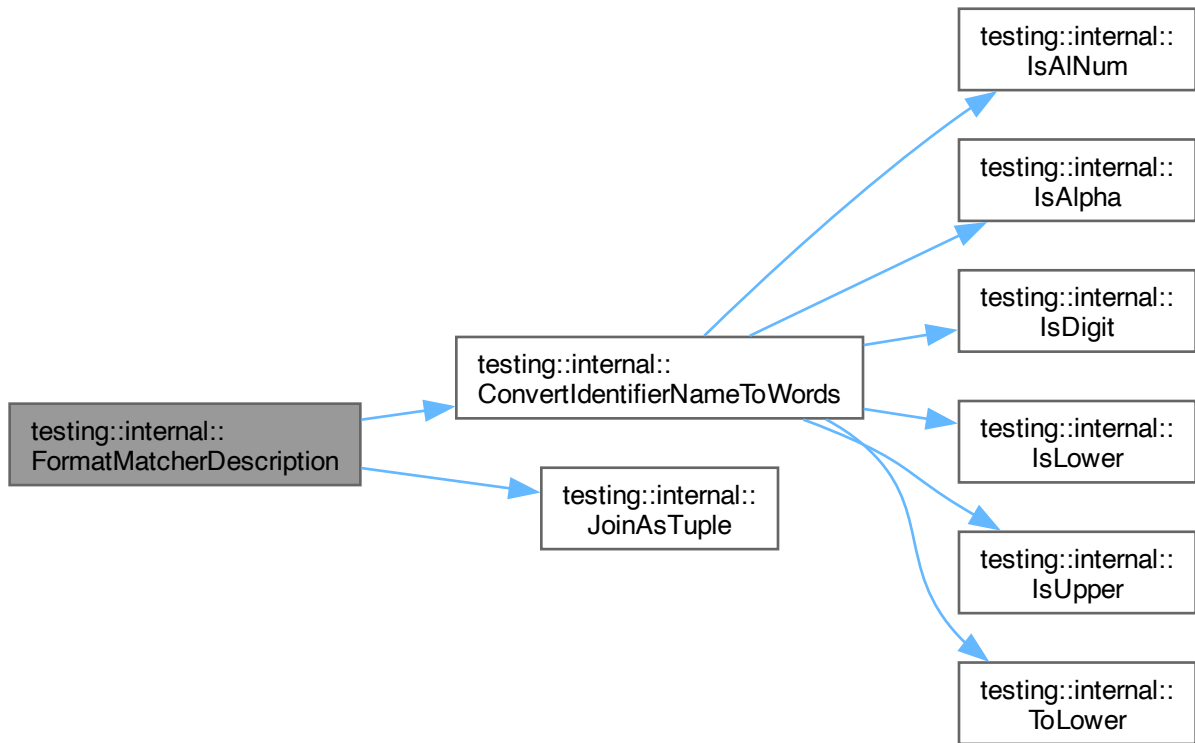 testing::internal::
FormatMatcherDescription
testing::internal::
ConvertIdentifierNameToWords
testing::internal::
JoinAsTuple
testing::internal::
IsAlNum
testing::internal::
IsAlpha
testing::internal::
IsDigit
testing::internal::
IsLower
testing::internal::
IsUpper
testing::internal::
ToLower